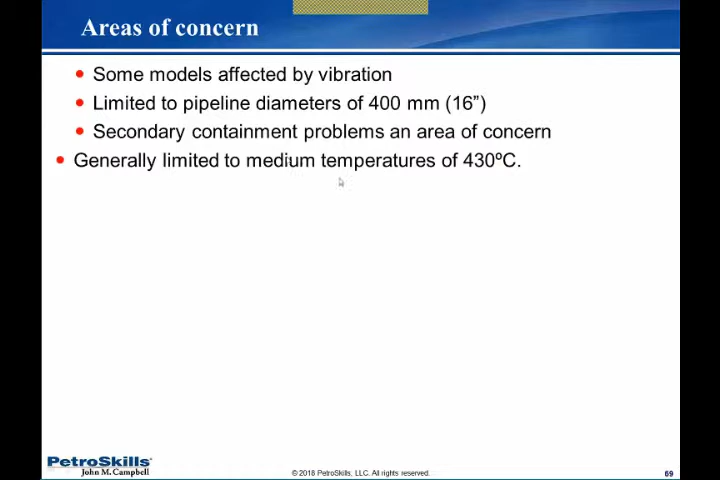 Areas of concern
Some models affected by vibration
Limited to pipeline diameters of 400 mm (16”)
Secondary containment problems an area of concern
Generally limited to medium temperatures of 430ºC.
PetroSkills
John M. Campbell
© 2018 PetroSkills, LLC. All rights reserved.
69